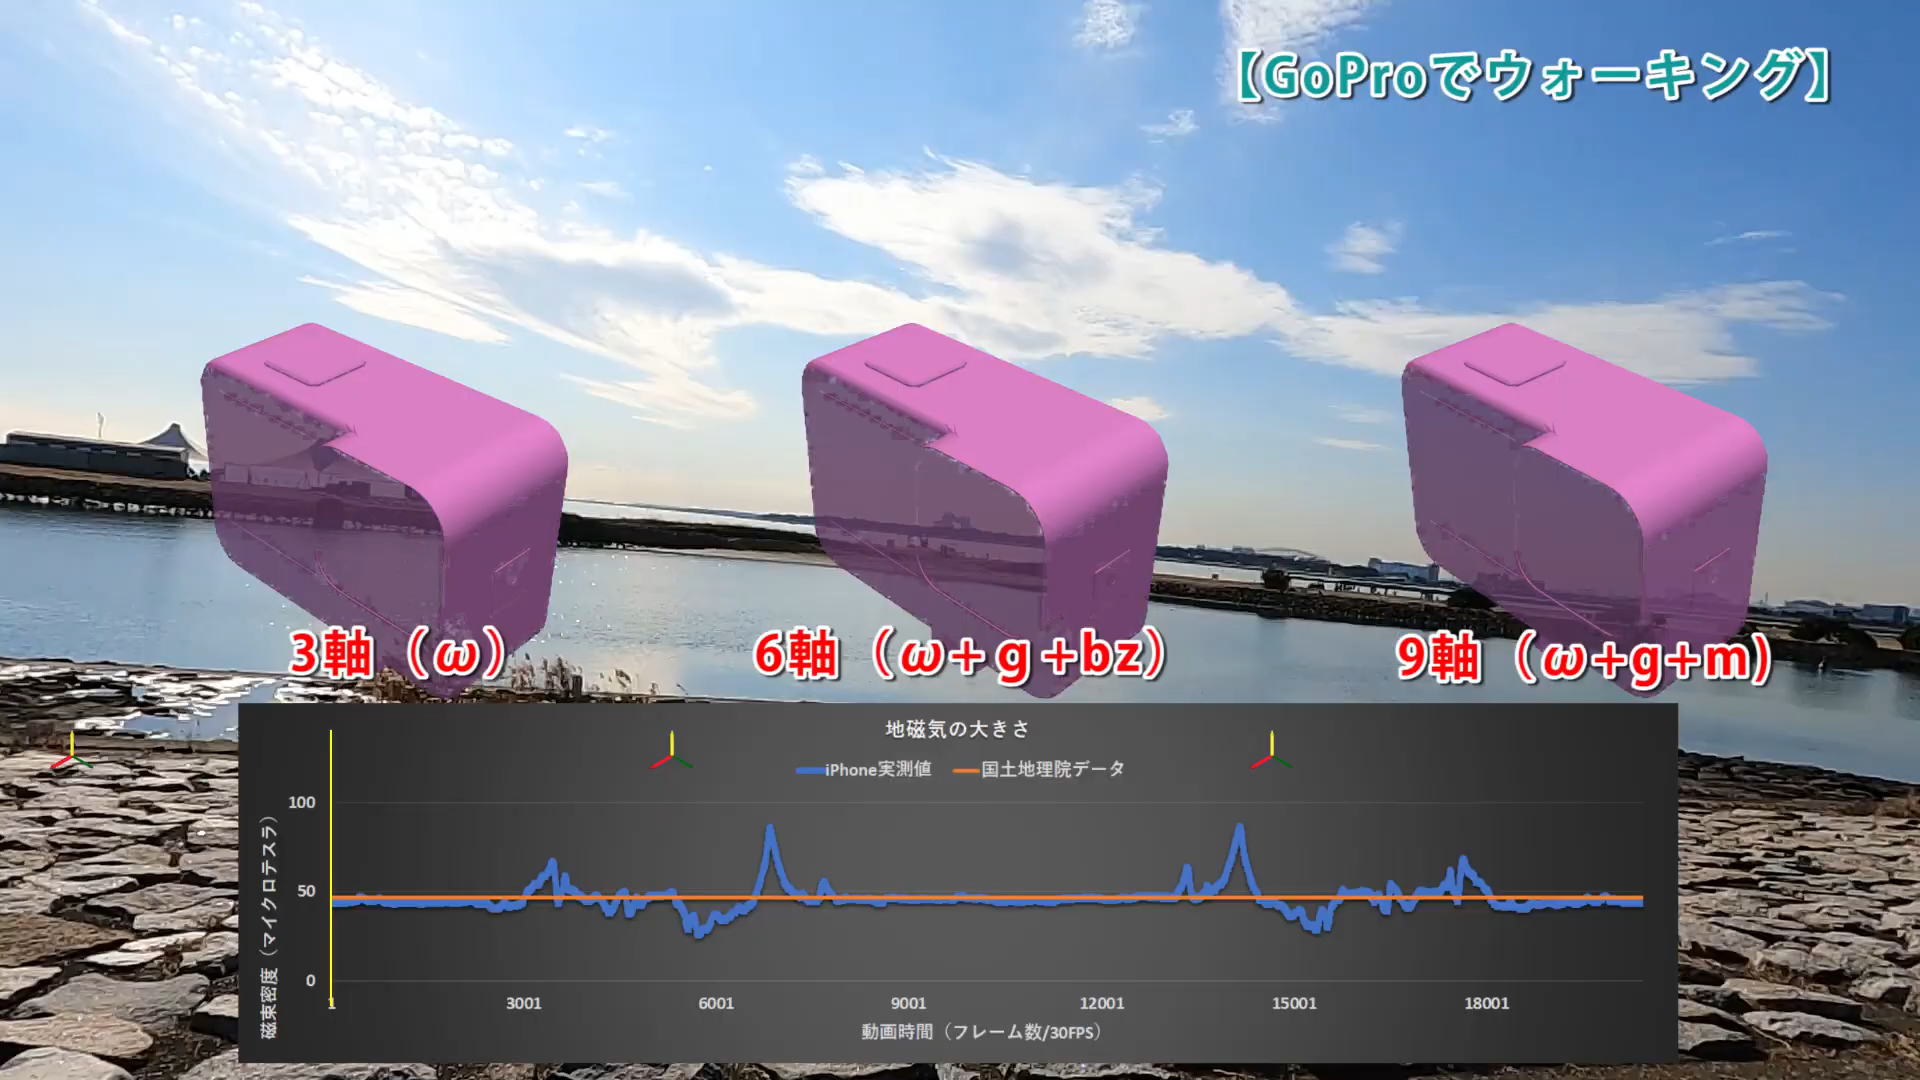 【GoProでウォーキング】
3軸（ω）
6軸（ω+g+bz）
9軸（ω+g+m)
地磁気の大きさ
iPhone実測値 国土地理院データ
磁束密度（マイクロテスラ）
100
50
0
1 3001 6001 9001 12001 15001 18001
動画時間（フレーム数/30FPS）